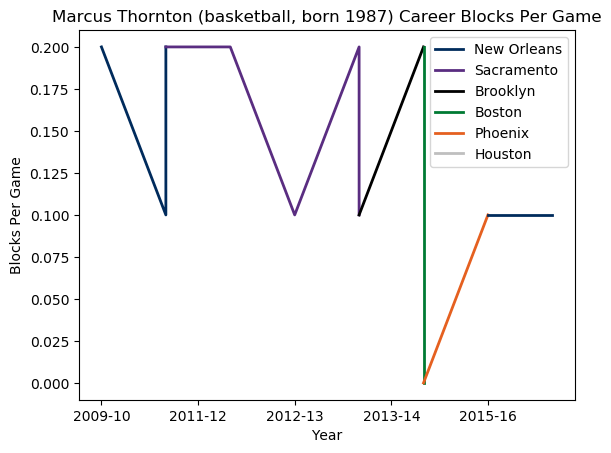 Marcus Thornton (basketball, born 1987) Career Blocks Per Game
New Orleans
Sacramento
Brooklyn
Boston
Phoenix
Houston
0.200
0.175
0.150
0.125
0.100
0.075
0.050
0.025
0.000
Blocks Per Game
2009-10 2011-12 2012-13 2013-14 2015-16
Year